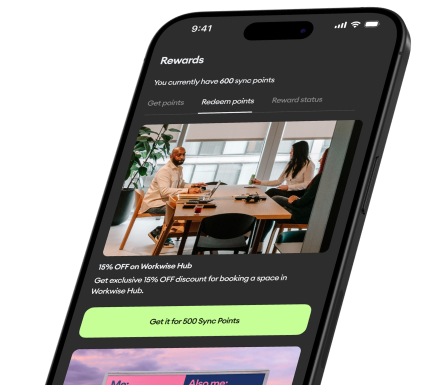 9:41
Rewards
You currently have 600 sync points
Get points Redeem points Reward status
15% OFF on Workwise Hub
Get exclusive 15% OFF discount for booking a space in
Workwise Hub.
Get it for 500 Sync Points
Me: Also me: